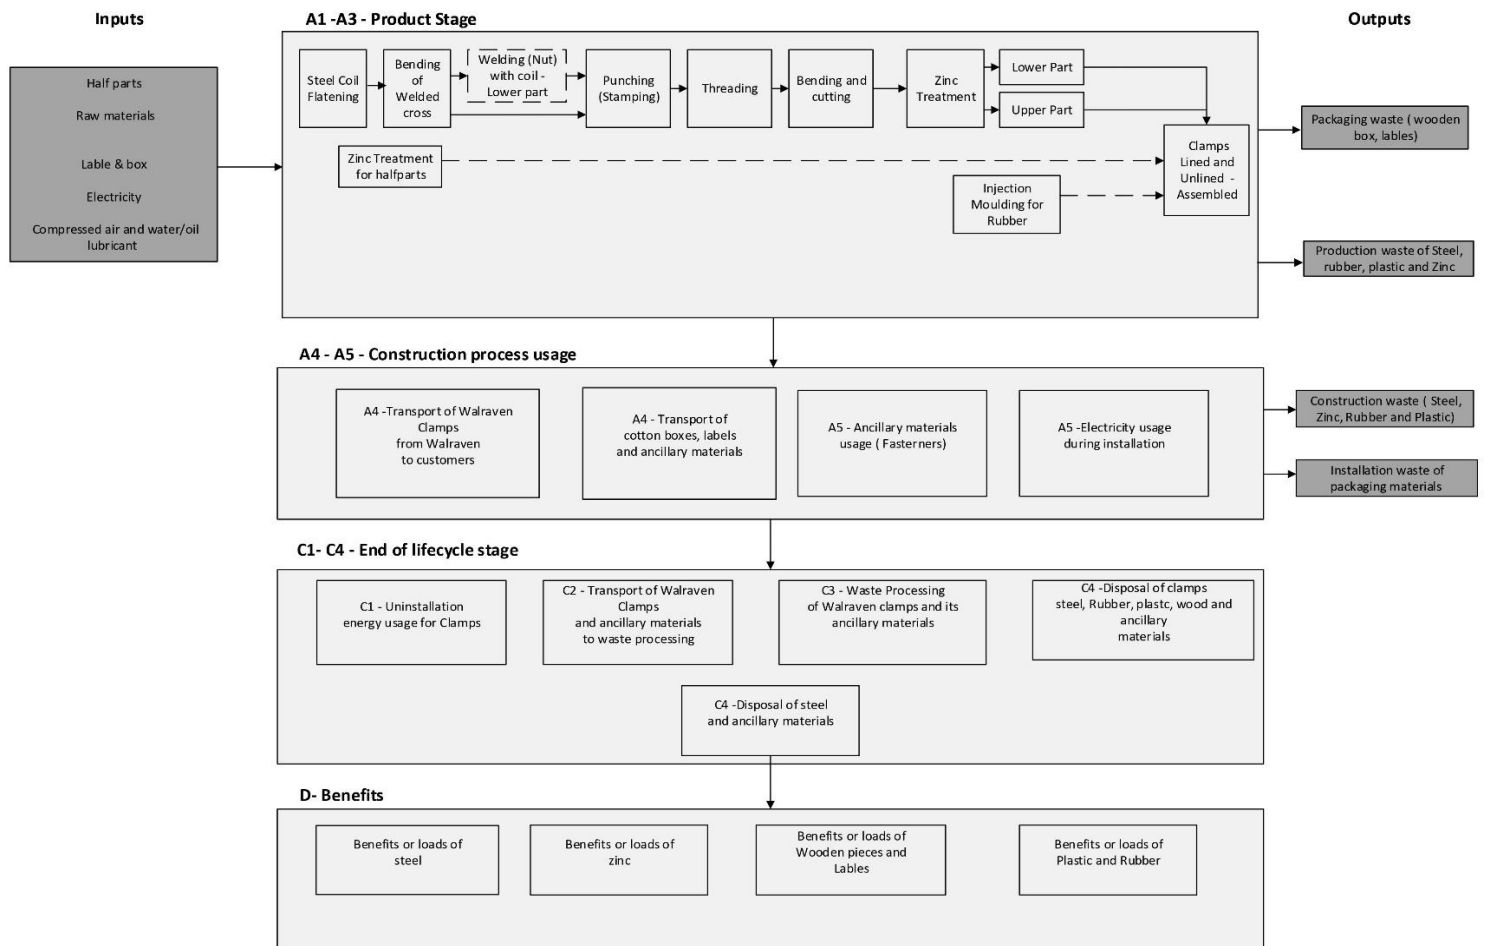 Inputs
A1 -A3 - Product Stage
Outputs
Half parts
Raw materials
Lable & box
Electricity
Compressed air and water/oil
lubricant
Steel Coil
Flatening
Bending
of
Welded
cross
Welding (Nut)
with coil -
Lower part
Punching
(Stamping)
Threading
Bending and
cutting
Zinc
Treatment
Lower Part
Upper Part
Zinc Treatment
for halfparts
Injection
Moulding for
Rubber
Clamps
Lined and
Unlined -
Assembled
Packaging waste ( wooden
box, lables)
Production waste of Steel,
rubber, plastic and Zinc
A4 - A5 - Construction process usage
A4 -Transport of Walraven
Clamps
from Walraven
to customers
A4 - Transport of
cotton boxes, labels
and ancillary materials
A5 - Ancillary materials
usage ( Fasterners)
A5 -Electricity usage
during installation
Construction waste ( Steel,
Zinc, Rubber and Plastic)
Installation waste of
packaging materials
C1- C4 - End of lifecycle stage
C1 - Uninstallation
energy usage for Clamps
C2 - Transport of Walraven
Clamps
and ancillary materials
to waste processing
C3 - Waste Processing
of Walraven clamps and its
ancillary materials
C4 -Disposal of clamps
steel, Rubber, plastc, wood and
ancillary
materials
C4 -Disposal of steel
and ancillary materials
D- Benefits
Benefits or loads of
steel
Benefits or loads of
zinc
Benefits or loads of
Wooden pieces and
Lables
Benefits or loads of
Plastic and Rubber